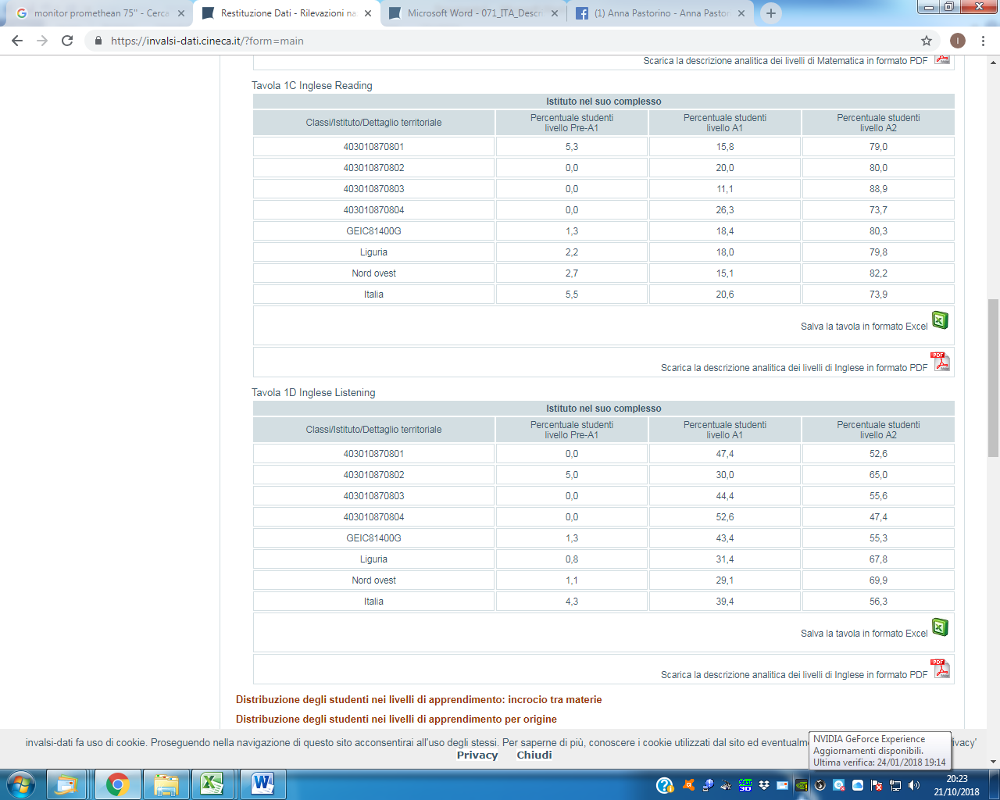 monitor promethean 75" - Cerca
Restituzione Dati - Rilevazioni na
Microsoft Word - 071_ITA_Descr
(1) Anna Pastorino - Anna Pastor
https://invalsi-dati.cineca.it/?form=main
I
Scarica la descrizione analitica dei livelli di Matematica in formato PDF
Tavola 1C Inglese Reading
Istituto nel suo complesso
Classi/Istituto/Dettaglio territoriale Percentuale studenti livello Pre-A1 Percentuale studenti livello A1 Percentuale studenti livello A2
403010870801 5,3 15,8 79,0
403010870802 0,0 20,0 80,0
403010870803 0,0 11,1 88,9
403010870804 0,0 26,3 73,7
GEIC81400G 1,3 18,4 80,3
Liguria 2,2 18,0 79,8
Nord ovest 2,7 15,1 82,2
Italia 5,5 20,6 73,9
Salva la tavola in formato Excel
PDF
Scarica la descrizione analitica dei livelli di Inglese in formato PDF
Tavola 1D Inglese Listening
Istituto nel suo complesso
Classi/Istituto/Dettaglio territoriale Percentuale studenti livello Pre-A1 Percentuale studenti livello A1 Percentuale studenti livello A2
403010870801 0,0 47,4 52,6
403010870802 5,0 30,0 65,0
403010870803 0,0 44,4 55,6
403010870804 0,0 52,6 47,4
GEIC81400G 1,3 43,4 55,3
Liguria 0,8 31,4 67,8
Nord ovest 1,1 29,1 69,9
Italia 4,3 39,4 56,3
Salva la tavola in formato Excel
PDF
Scarica la descrizione analitica dei livelli di Inglese in formato PDF
Distribuzione degli studenti nei livelli di apprendimento: incrocio tra materie
Distribuzione degli studenti nei livelli di apprendimento per origine
invalsi-dati fa uso di cookie. Proseguendo nella navigazione di questo sito acconsentirai all'uso degli stessi. Per saperne di più, conoscere i cookie utilizzati dal sito ed eventualm ivacy'
Privacy Chiudi
NVIDIA GeForce Experience
Aggiornamenti disponibili.
Ultima verifica: 24/01/2018 19:14
3D
20:23
21/10/2018